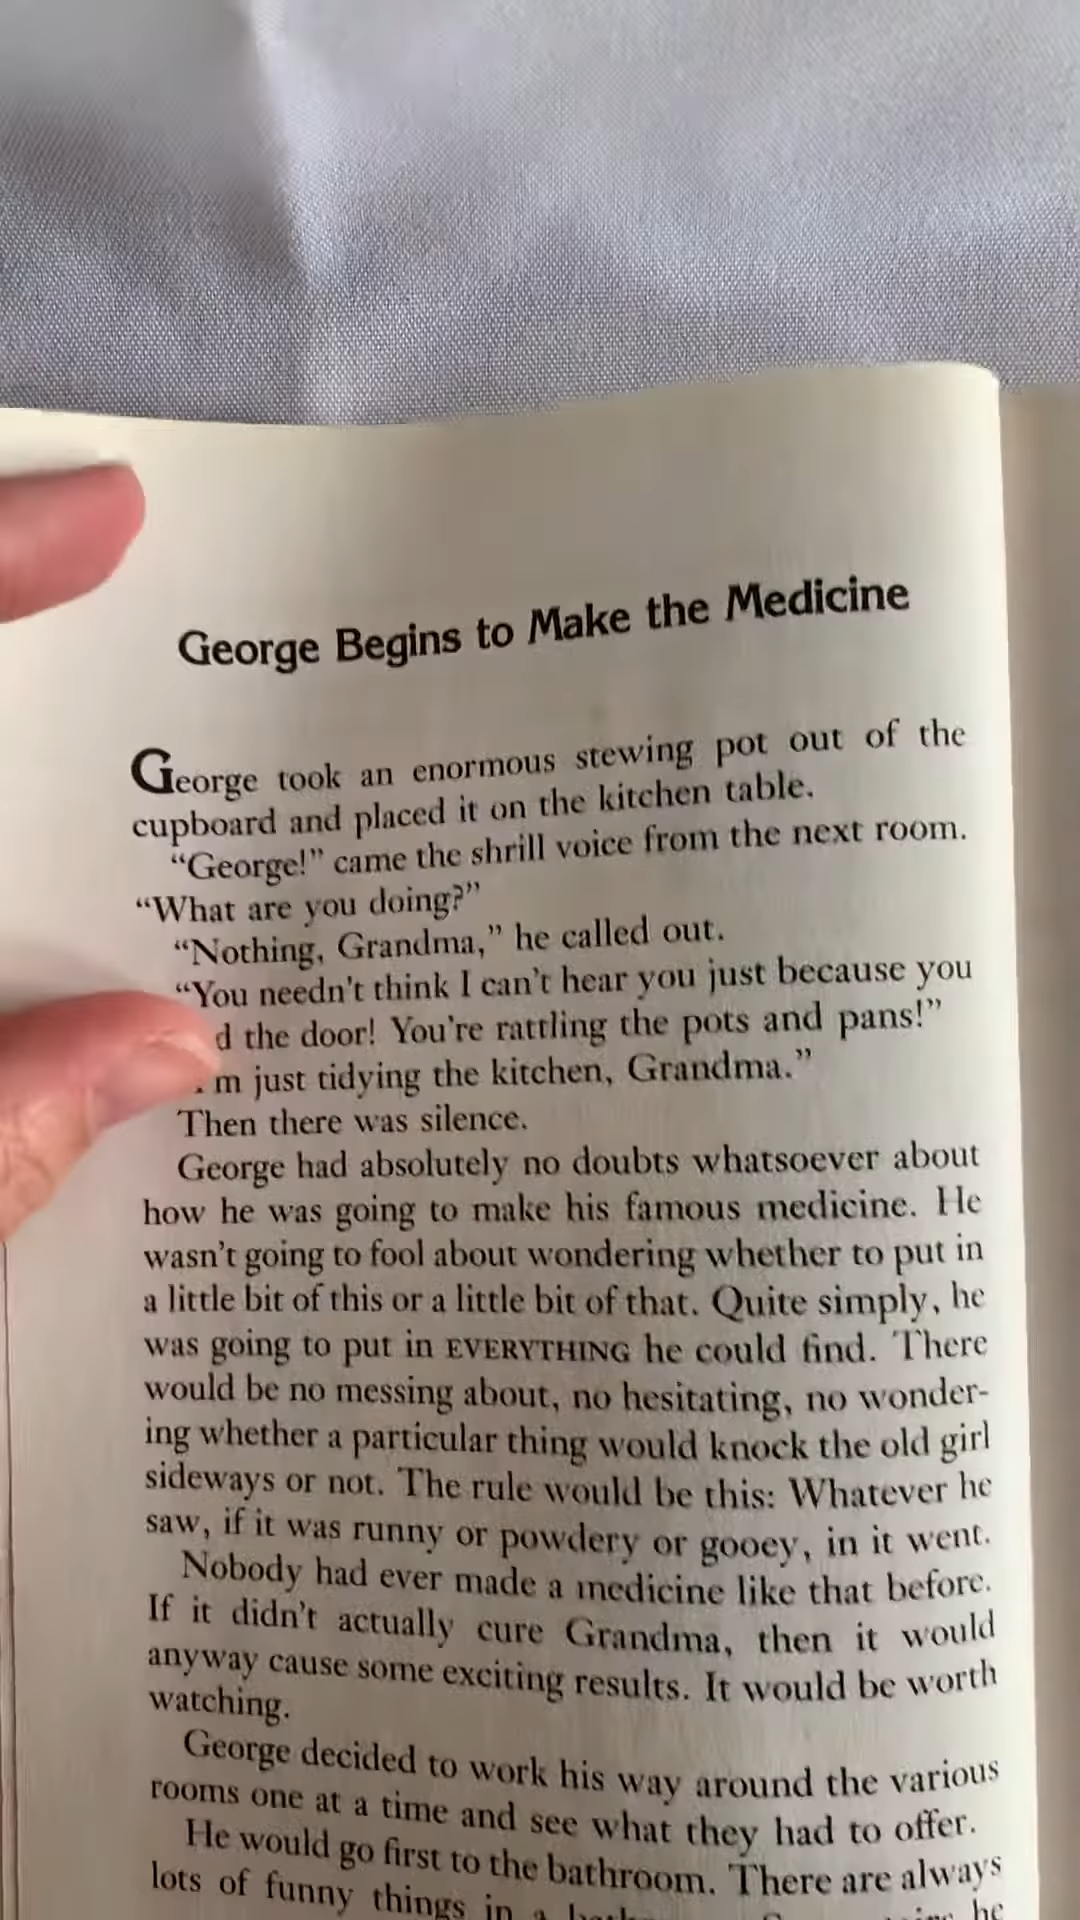 George Begins to Make the Medicine
George took an enormous stewing pot out of the
cupboard and placed it on the kitchen table.
“George!” came the shrill voice from the next room.
“What are you doing?”
“Nothing, Grandma,” he called out.
“You needn't think I can't hear you just because you
d the door! You're rattling the pots and pans!”
m just tidying the kitchen, Grandma.”
Then there was silence.
George had absolutely no doubts whatsoever about
how he was going to make his famous medicine. He
wasn't going to fool about wondering whether to put in
a little bit of this or a little bit of that. Quite simply, he
was going to put in EVERYTHING he could find. There
would be no messing about, no hesitating, no wonder-
ing whether a particular thing would knock the old girl
sideways or not. The rule would be this: Whatever he
saw, if it was runny or powdery or gooey, in it went.
Nobody had ever made a medicine like that before.
If it didn't actually cure Grandma, then it would
anyway cause some exciting results. It would be worth
watching.
George decided to work his way around the various
rooms one at a time and see what they had to offer.
He would go first to the bathroom. There are always
lots of funny things in a he